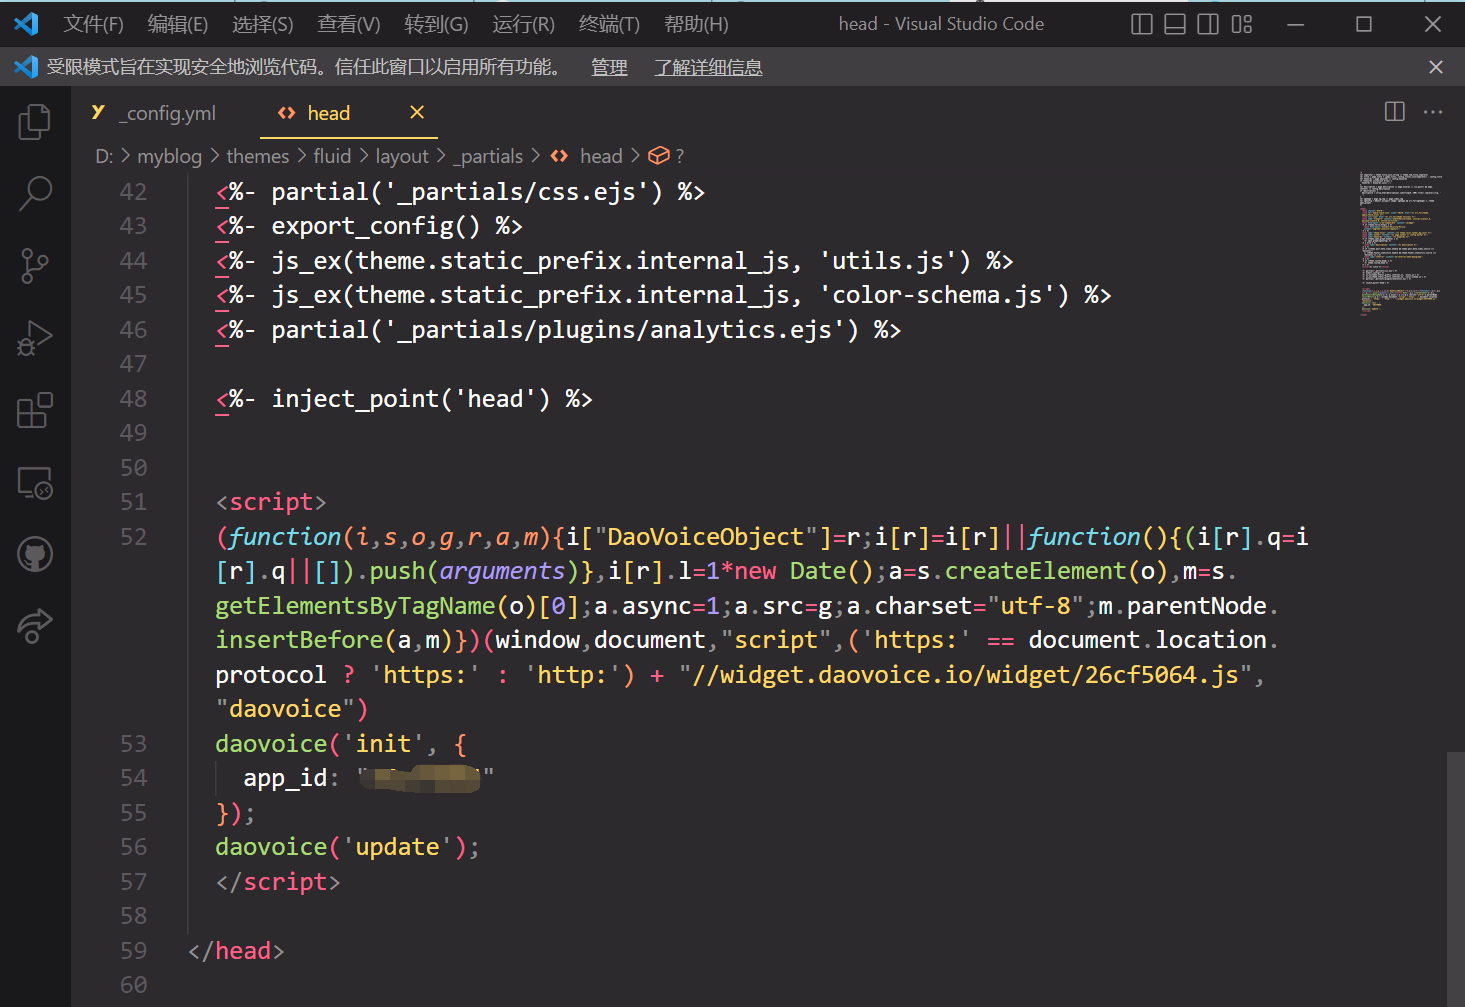 文件(F) 编辑(E) 选择(S) 查看(V) 转到(G) 运行(R) 终端(T) 帮助(H) head - Visual Studio Code
受限模式旨在实现安全地浏览代码。信任此窗口以启用所有功能。 管理 了解详细信息
_config.yml head
D: > myblog > themes > fluid > layout > _partials > head > ?
42 <%- partial('_partials/css.ejs') %>
43 <%- export_config() %>
44 <%- js_ex(theme.static_prefix.internal_js, 'utils.js') %>
45 <%- js_ex(theme.static_prefix.internal_js, 'color-schema.js') %>
46 <%- partial('_partials/plugins/analytics.ejs') %>
47
48 <%- inject_point('head') %>
49
50
51 <script>
52 (function(i,s,o,g,r,a,m){i["DaoVoiceObject"]=r;i[r]=i[r]||function(){(i[r].q=i
[r].q||[]).push(arguments)},i[r].l=1*new Date();a=s.createElement(o),m=s.
getElementsByTagName(o)[0];a.async=1;a.src=g;a.charset="utf-8";m.parentNode.
insertBefore(a,m)})(window,document,"script",('https:' == document.location.
protocol ? 'https:' : 'http:') + "//widget.daovoice.io/widget/26cf5064.js",
"daovoice")
53 daovoice('init', {
54 app_id: ""
55 });
56 daovoice('update');
57 </script>
58
59 </head>
60